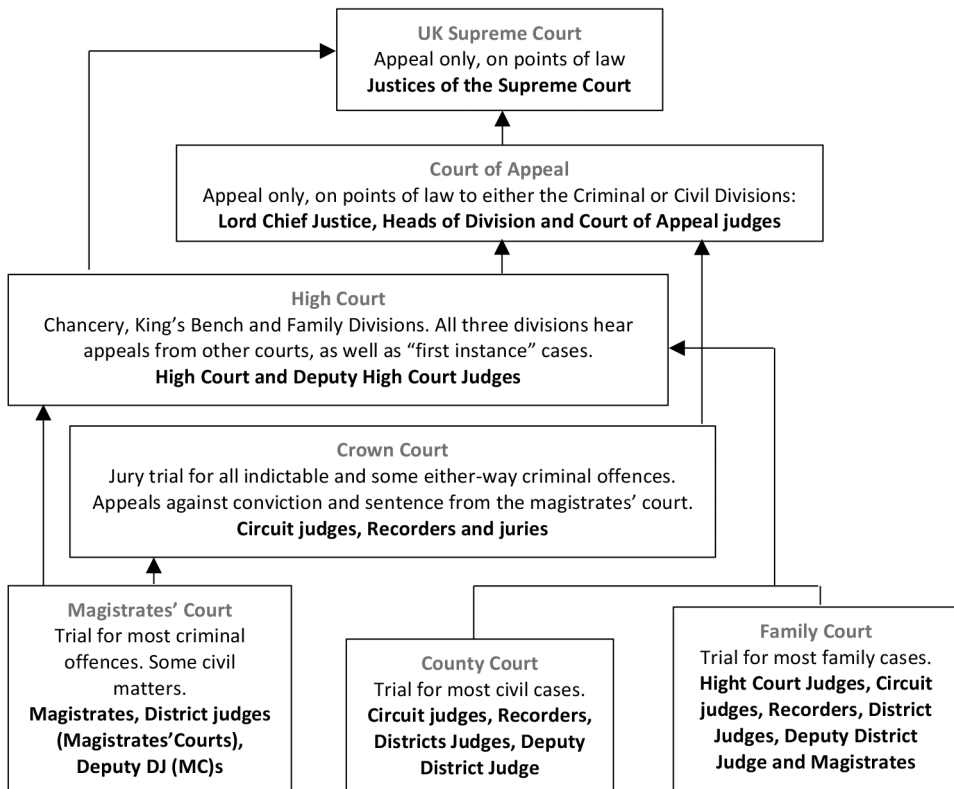 UK Supreme Court
Appeal only, on points of law
Justices of the Supreme Court
Court of Appeal
Appeal only, on points of law to either the Criminal or Civil Divisions:
Lord Chief Justice, Heads of Division and Court of Appeal judges
High Court
Chancery, King’s Bench and Family Divisions. All three divisions hear
appeals from other courts, as well as “first instance” cases.
High Court and Deputy High Court Judges
Crown Court
Jury trial for all indictable and some either-way criminal offences.
Appeals against conviction and sentence from the magistrates’ court.
Circuit judges, Recorders and juries
Magistrates’ Court
Trial for most criminal
offences. Some civil
matters.
Magistrates, District judges
(Magistrates’Courts),
Deputy DJ (MC)s
County Court
Trial for most civil cases.
Circuit judges, Recorders,
Districts Judges, Deputy
District Judge
Family Court
Trial for most family cases.
Hight Court Judges, Circuit
judges, Recorders, District
Judges, Deputy District
Judge and Magistrates